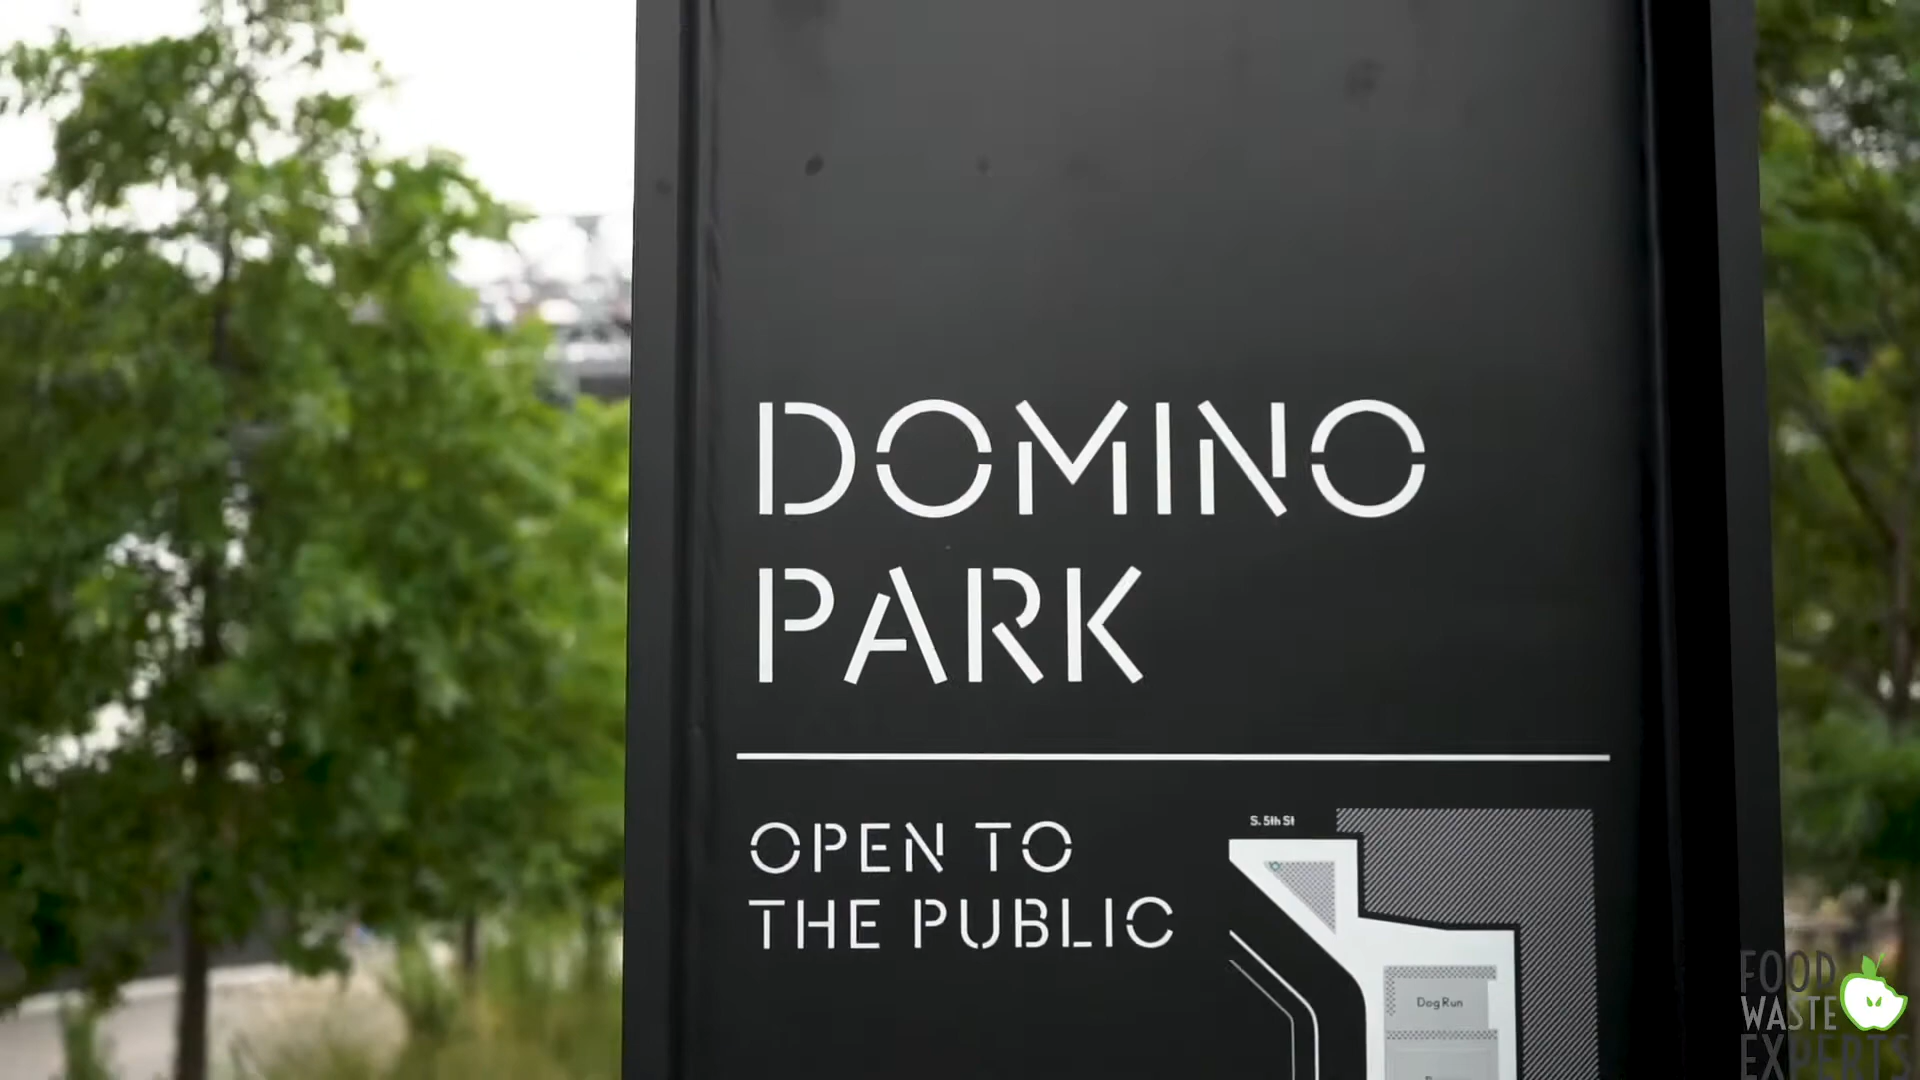 DOMINO
PARK
OPEN TO
THE PUBLIC
S. 5th St
Dog Run
FOOD
WASTE
EXPERTS